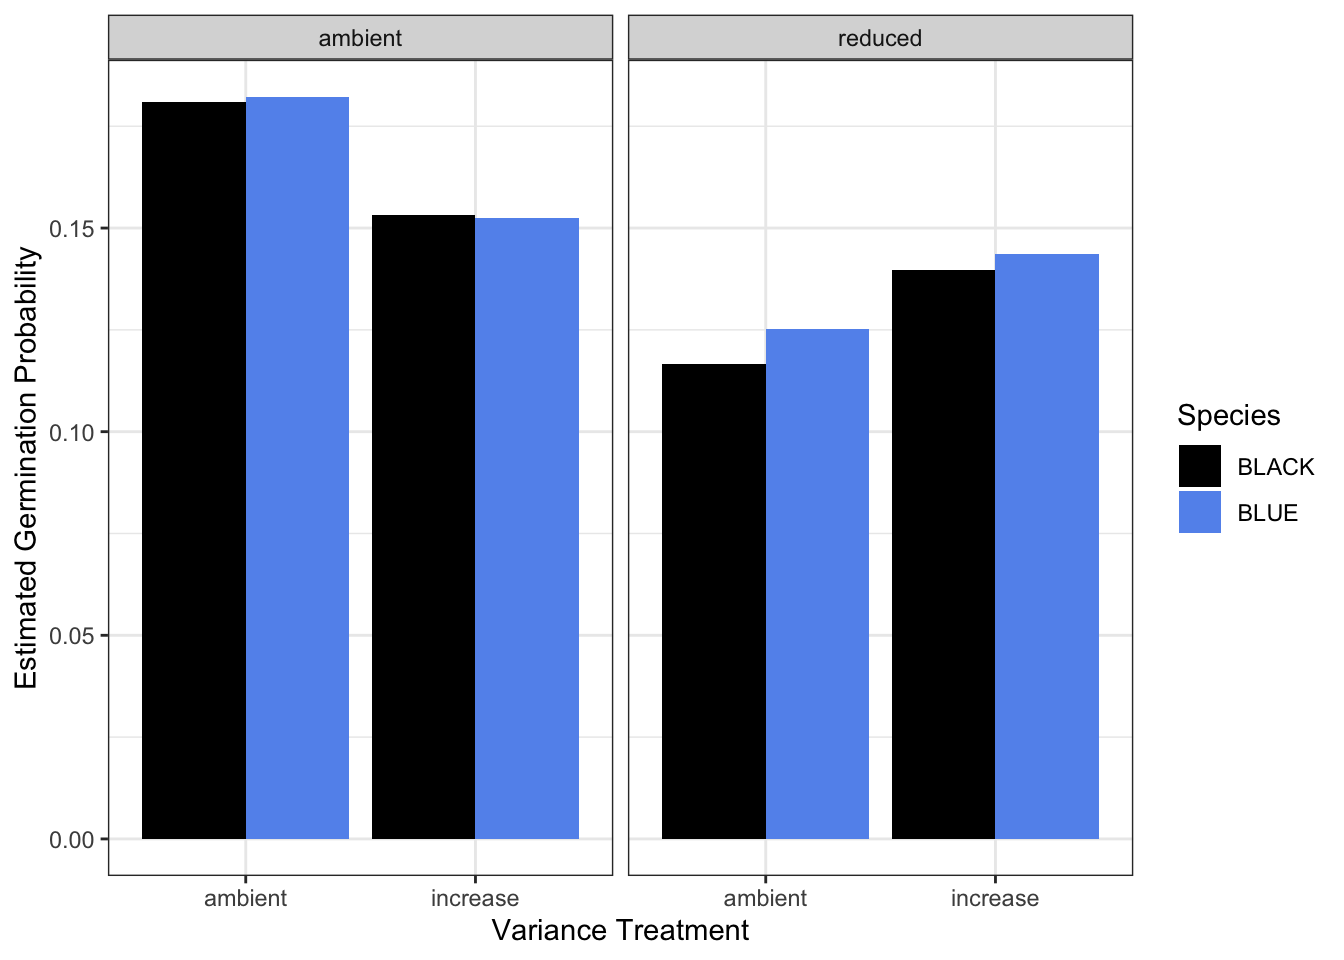 ambient
reduced
Estimated Germination Probability
0.15
0.10
0.05
0.00
ambient
increase
ambient
increase
Variance Treatment
Species
BLACK
BLUE